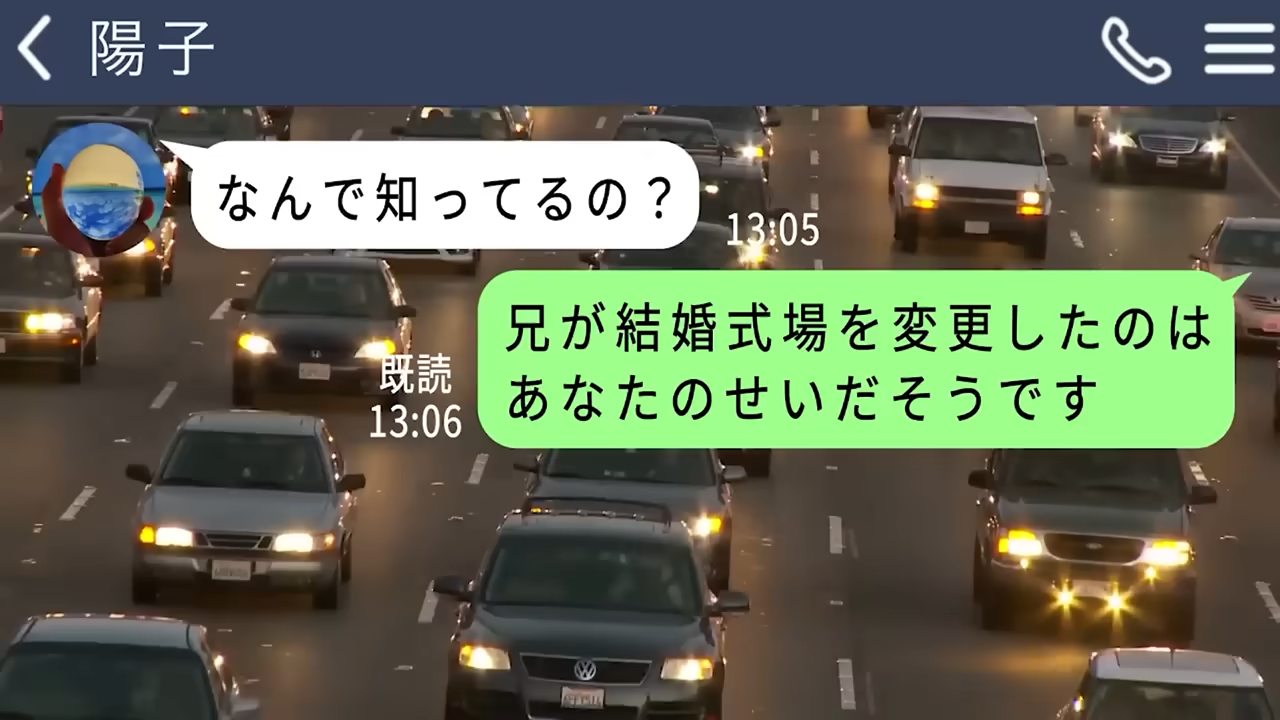 陽子
なんで知ってるの？
13:05
兄が結婚式場を変更したのは
あなたのせいだそうです
既読
13:06